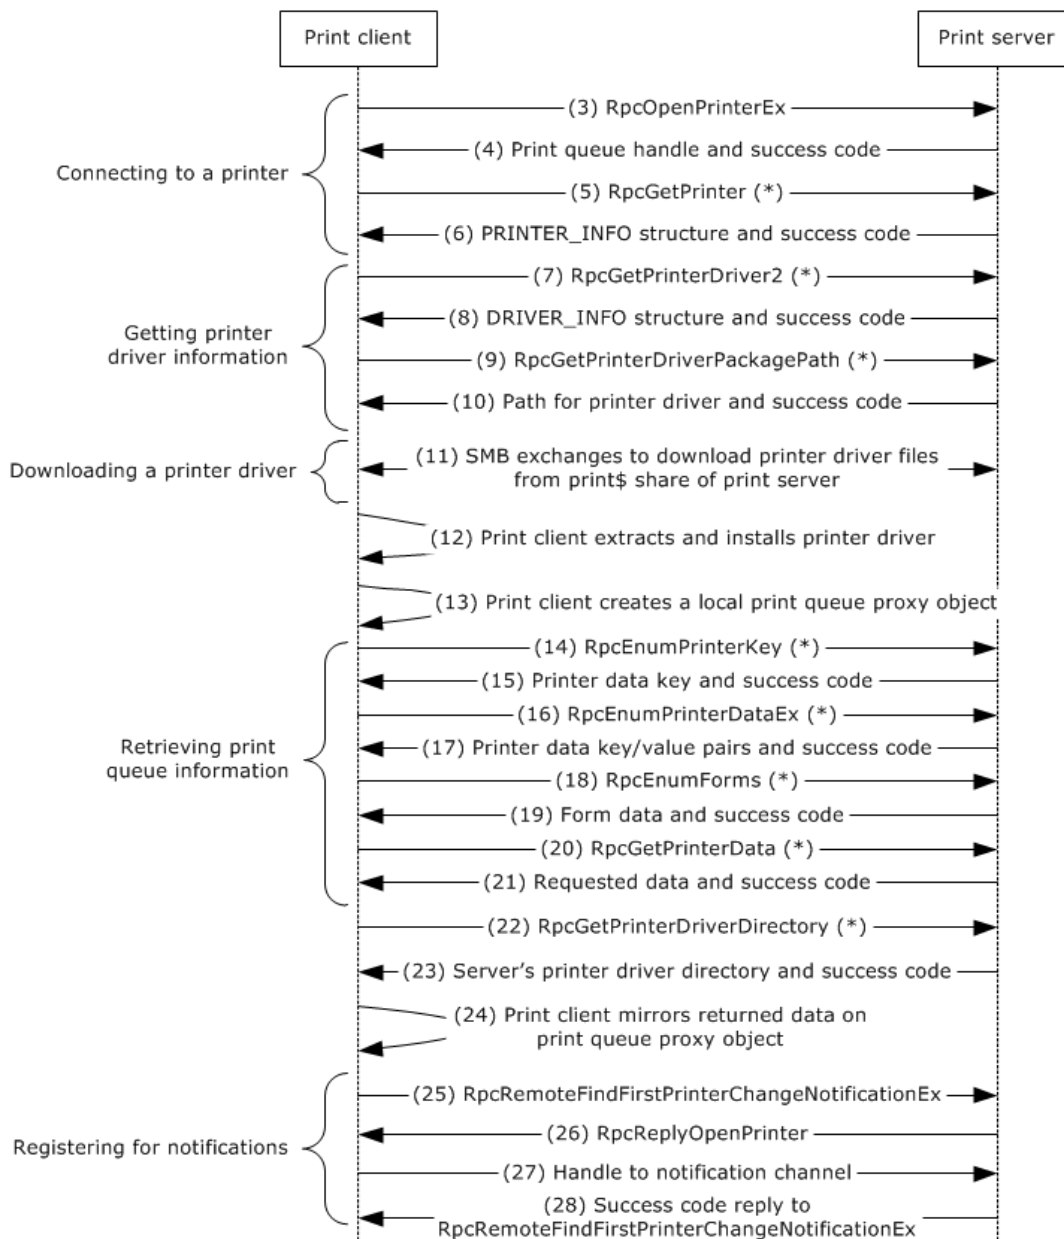 Print client
Print server
(3) RpcOpenPrinterEx
(4) Print queue handle and success code
Connecting to a printer
(5) RpcGetPrinter (*)
(6) PRINTER_INFO structure and success code
(7) RpcGetPrinterDriver2 (*)
(8) DRIVER_INFO structure and success code
Getting printer
driver information
(9) RpcGetPrinterDriverPackagePath (*)
(10) Path for printer driver and success code
Downloading a printer driver
(11) SMB exchanges to download printer driver files
from print$ share of print server
(12) Print client extracts and installs printer driver
(13) Print client creates a local print queue proxy object
(14) RpcEnumPrinterKey (*)
(15) Printer data key and success code
(16) RpcEnumPrinterDataEx (*)
Retrieving print
queue information
(17) Printer data key/value pairs and success code
(18) RpcEnumForms (*)
(19) Form data and success code
(20) RpcGetPrinterData (*)
(21) Requested data and success code
(22) RpcGetPrinterDriverDirectory (*)
(23) Server's printer driver directory and success code
(24) Print client mirrors returned data on
print queue proxy object
(25) RpcRemoteFindFirstPrinterChangeNotificationEx
(26) RpcReplyOpenPrinter
Registering for notifications
(27) Handle to notification channel
(28) Success code reply to
RpcRemoteFindFirstPrinterChangeNotificationEx